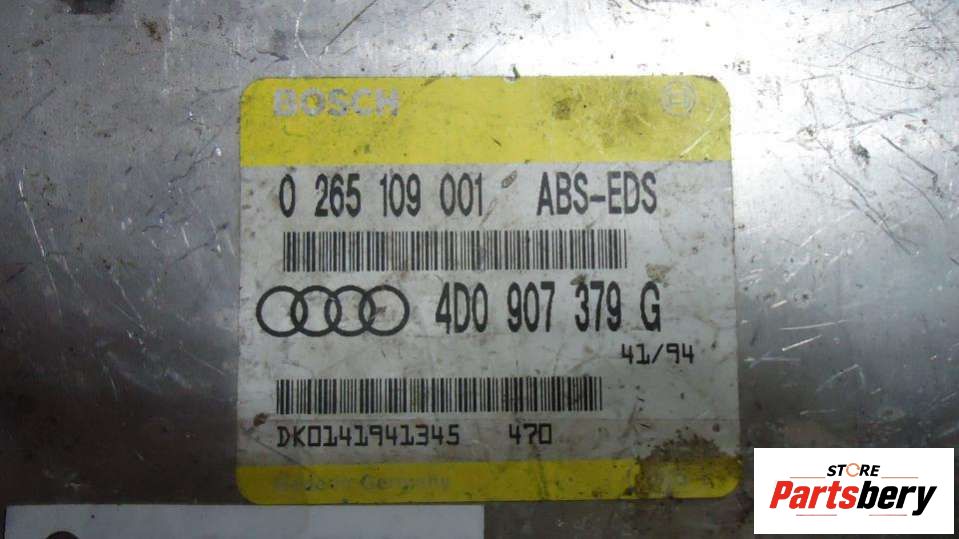 BOSCH
0 265 109 001 ABS-EDS
4D0 907 379 G
41/94
DK0141941345 470
Made in Germany
STORE
Partsbery